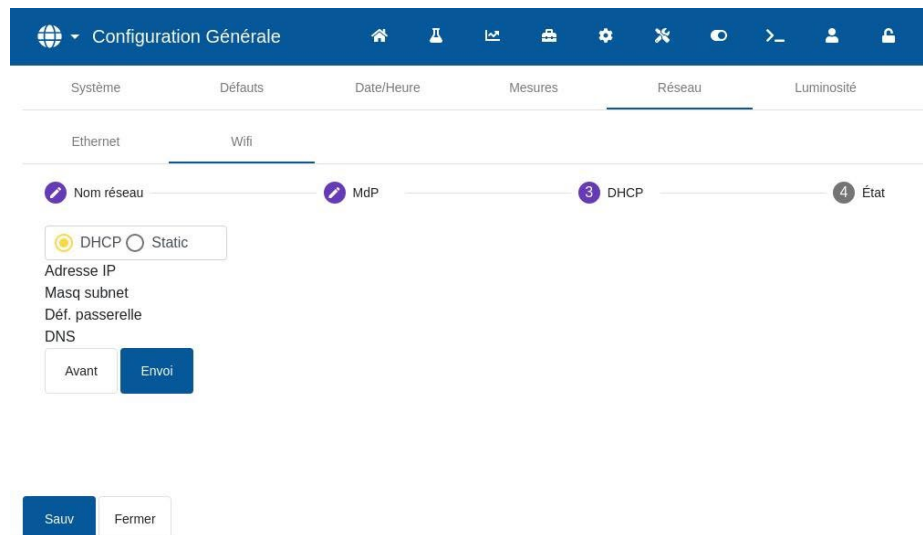 Configuration Générale
Système Défauts Date/Heure Mesures Réseau Luminosité
Ethernet Wifi
Nom réseau MdP 3 DHCP 4 État
DHCP Static
Adresse IP
Masq subnet
Déf. passerelle
DNS
Avant Envoi
Sauv Fermer